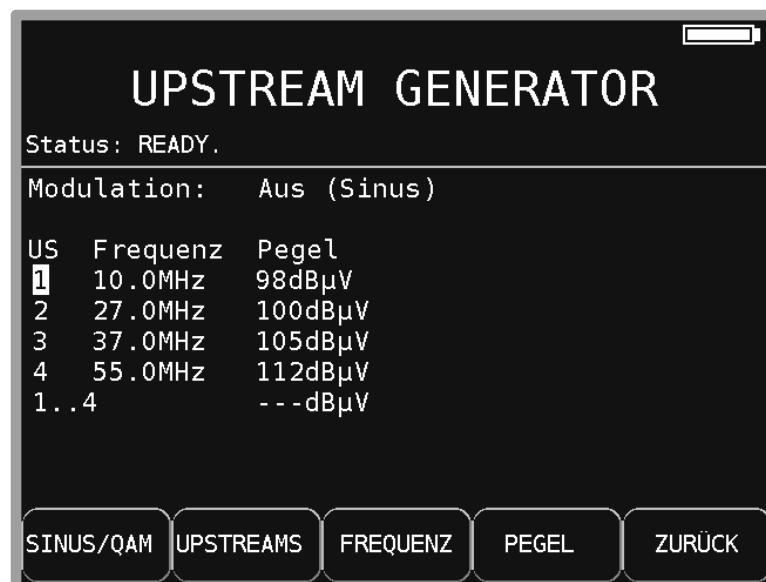 UPSTREAM GENERATOR
Status: READY.
Modulation: Aus (Sinus)
US Frequenz Pegel
1 10.0MHz 98dBµV
2 27.0MHz 100dBµV
3 37.0MHz 105dBµV
4 55.0MHz 112dBµV
1..4 ---dBµV
SINUS/QAM UPSTREAMS FREQUENZ PEGEL ZURÜCK